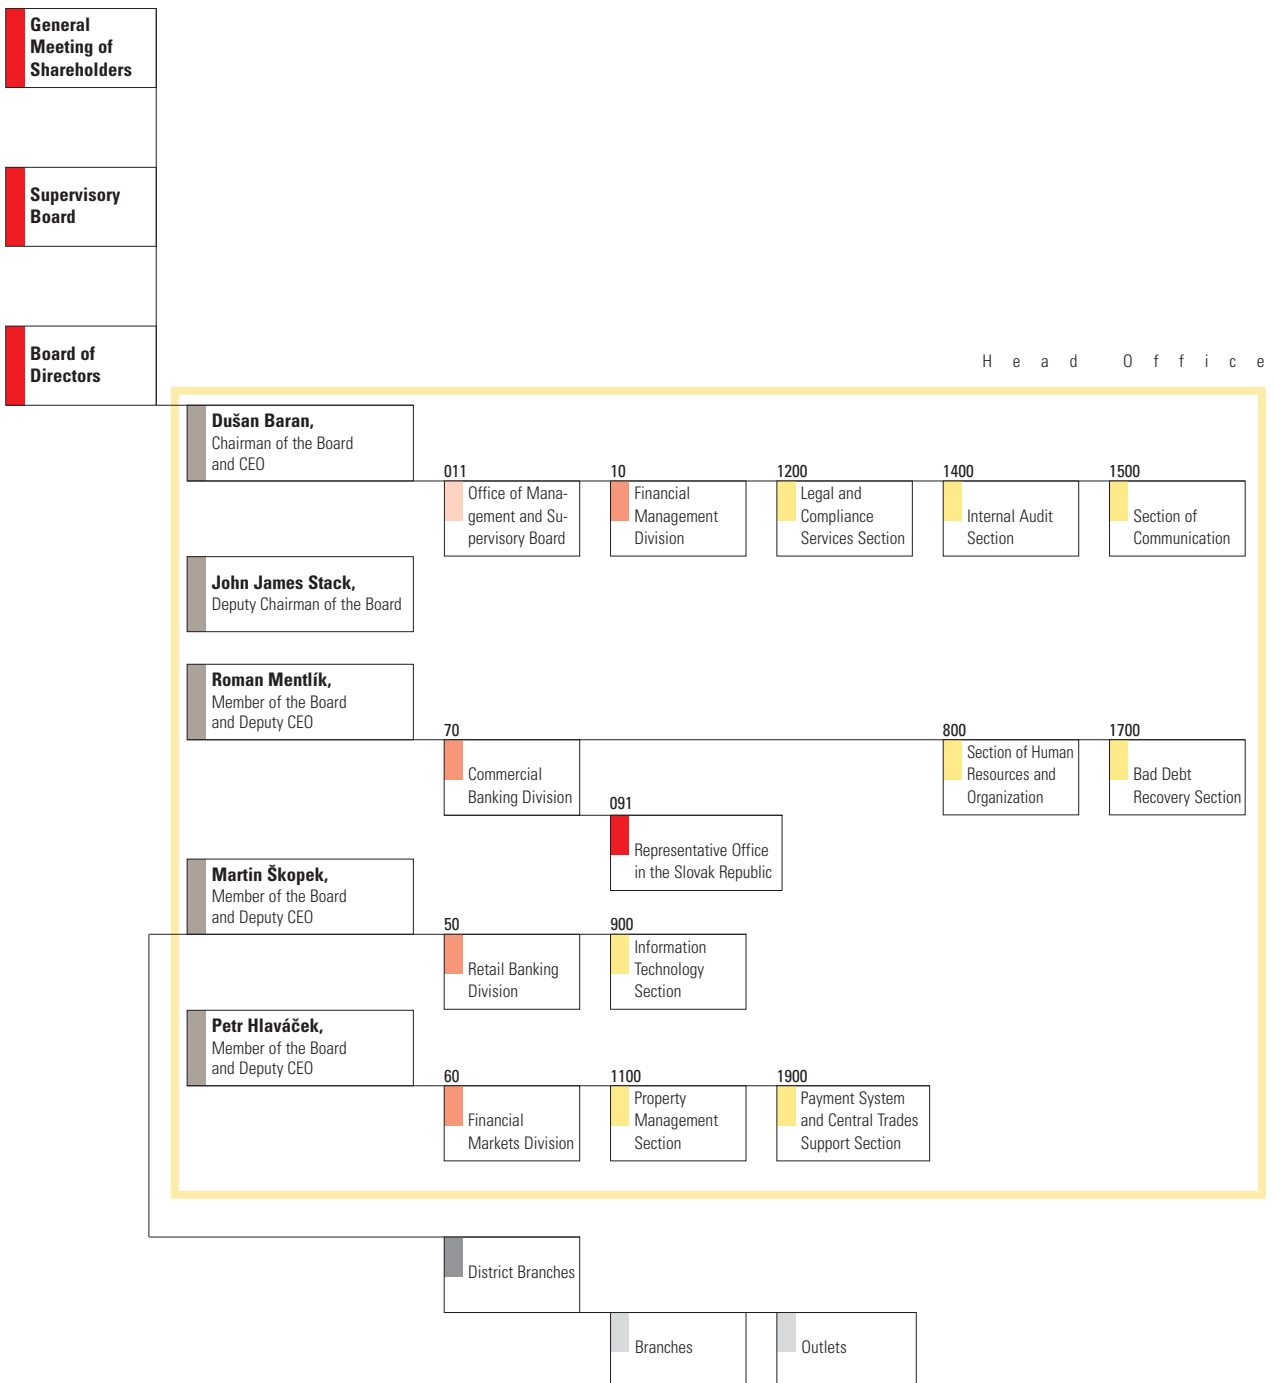 General
Meeting of
Shareholders
Supervisory
Board
Board of
Directors
Head Office
Dušan Baran,
Chairman of the Board
and CEO
011
Office of Mana-
gement and Su-
pervisory Board
10
Financial
Management
Division
1200
Legal and
Compliance
Services Section
1400
Internal Audit
Section
1500
Section of
Communication
John James Stack,
Deputy Chairman of the Board
Roman Mentlík,
Member of the Board
and Deputy CEO
70
Commercial
Banking Division
800
Section of Human
Resources and
Organization
1700
Bad Debt
Recovery Section
091
Representative Office
in the Slovak Republic
Martin Škopek,
Member of the Board
and Deputy CEO
50
Retail Banking
Division
900
Information
Technology
Section
Petr Hlaváček,
Member of the Board
and Deputy CEO
60
Financial
Markets Division
1100
Property
Management
Section
1900
Payment System
and Central Trades
Support Section
District Branches
Branches
Outlets